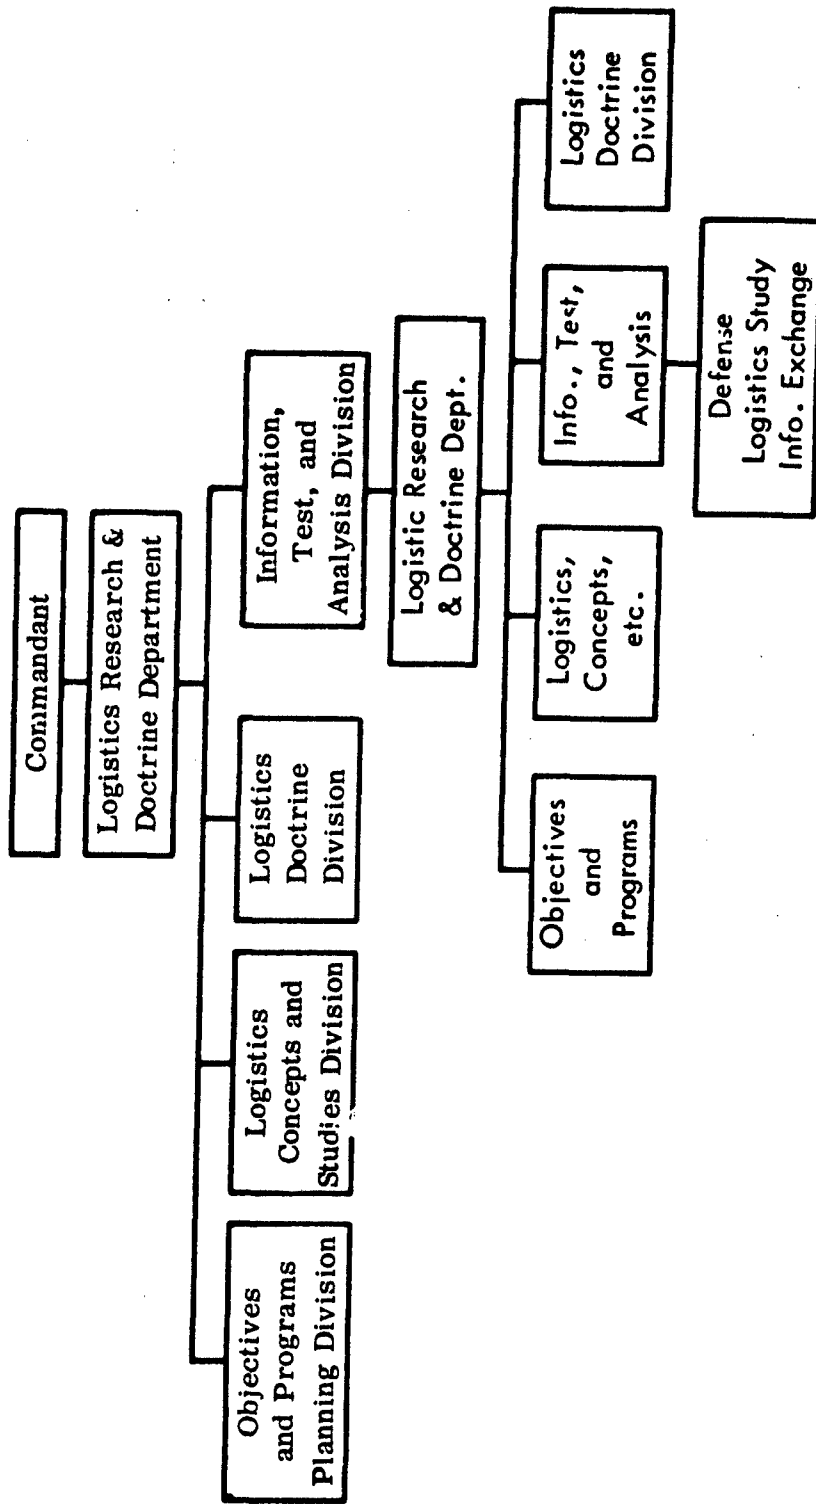 Commandant
Logistics Research &
Doctrine Department
Objectives
and Programs
Planning Division
Logistics
Concepts and
Studies Division
Logistics
Doctrine
Division
Information,
Test, and
Analysis Division
Logistic Research
& Doctrine Dept.
Objectives
and
Programs
Logistics,
Concepts,
etc.
Info., Test,
and
Analysis
Logistics
Doctrine
Division
Defense
Logistics Study
Info. Exchange